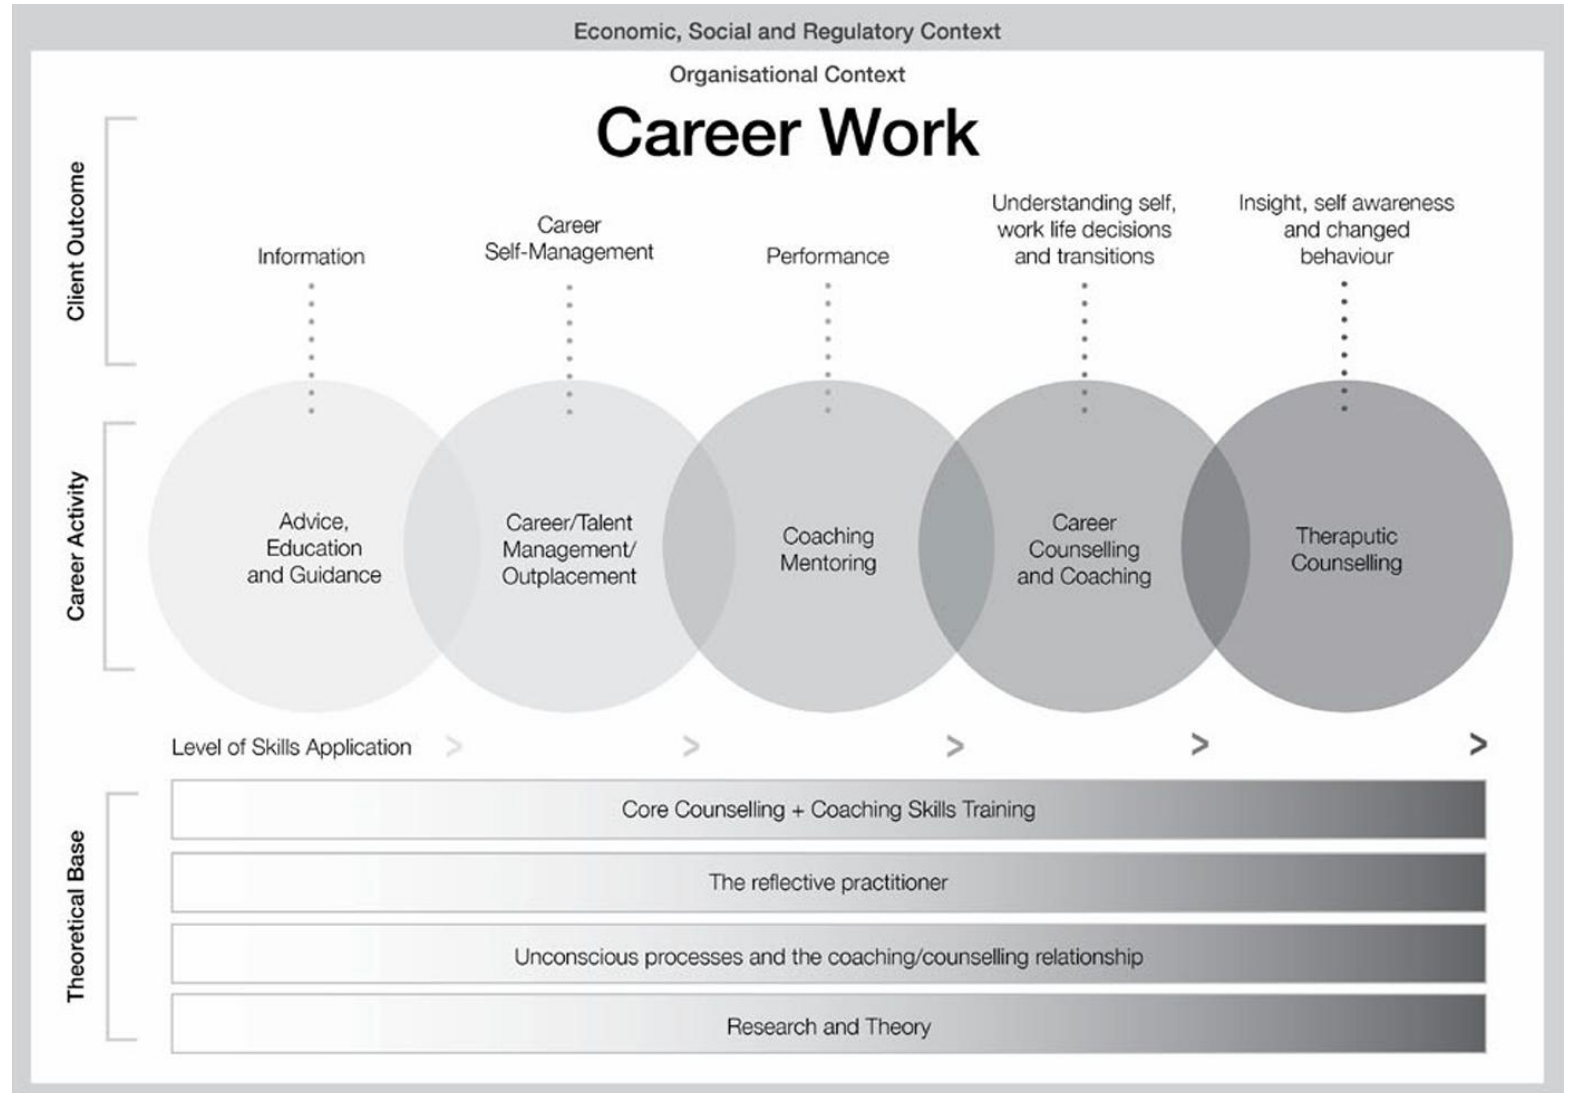 Economic, Social and Regulatory Context
Organisational Context
Career Work
Client Outcome
Information
Career
Self-Management
Performance
Understanding self,
work life decisions
and transitions
Insight, self awareness
and changed
behaviour
Career Activity
Advice,
Education
and Guidance
Career/Talent
Management/
Outplacement
Coaching
Mentoring
Career
Counselling
and Coaching
Theraputic
Counselling
Level of Skills Application > > > > >
Theoretical Base
Core Counselling + Coaching Skills Training
The reflective practitioner
Unconscious processes and the coaching/counselling relationship
Research and Theory